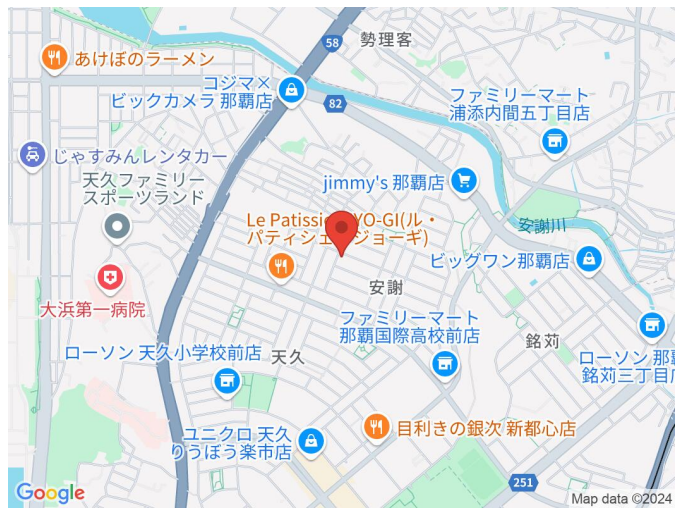 58
勢理客
あけぼのラーメン
コジマ×
ビックカメラ 那覇店
82
ファミリーマート
浦添内間五丁目店
じゃすみんレンタカー
天久ファミリー
スポーツランド
jimmy's 那覇店
Le Patissier
YO-GI(ル・
パティシエ
ジョーギ)
安謝川
ビッグワン那覇店
大浜第一病院
安謝
ファミリーマート
那覇国際高校前店
銘苅
ローソン 天久小学校前店
天久
ローソン 那覇
銘苅三丁目店
ユニクロ 天久
りうぼう楽市店
目利きの銀次 新都心店
251
Google
Map data ©2024